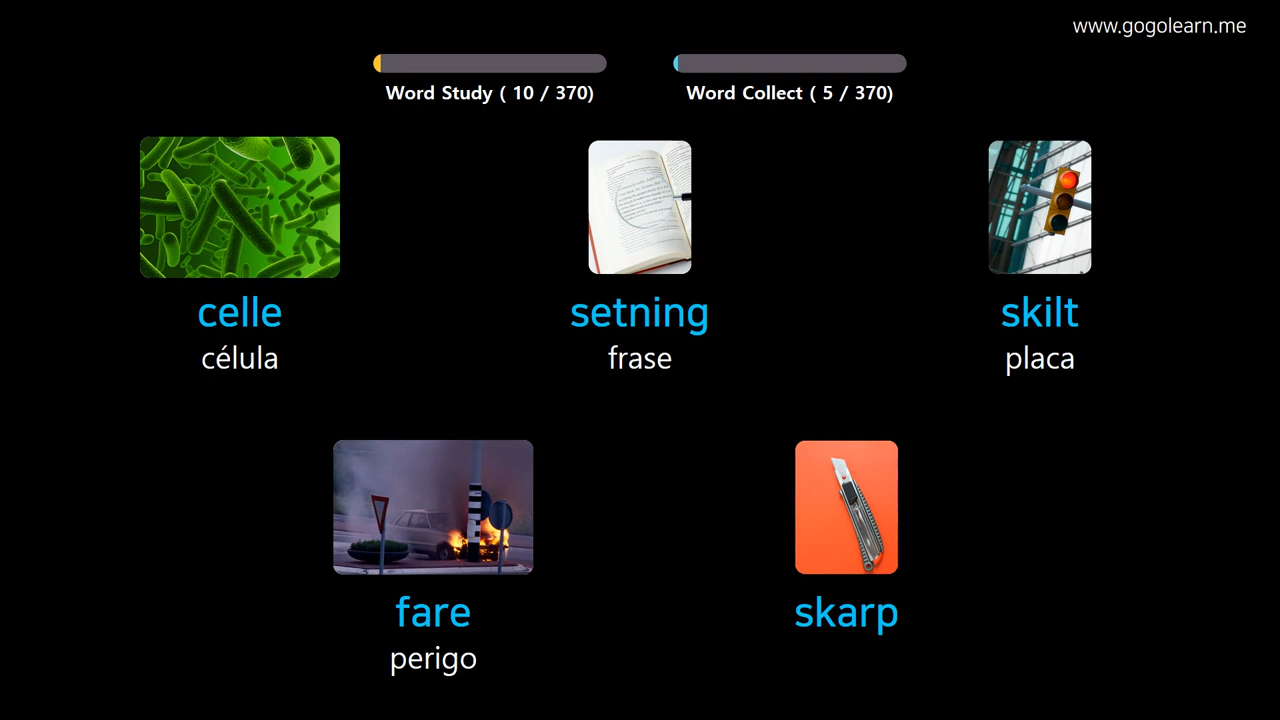 www.gogolearn.me
Word Study ( 10 / 370)
Word Collect ( 5 / 370)
celle
célula
setning
frase
skilt
placa
fare
perigo
skarp